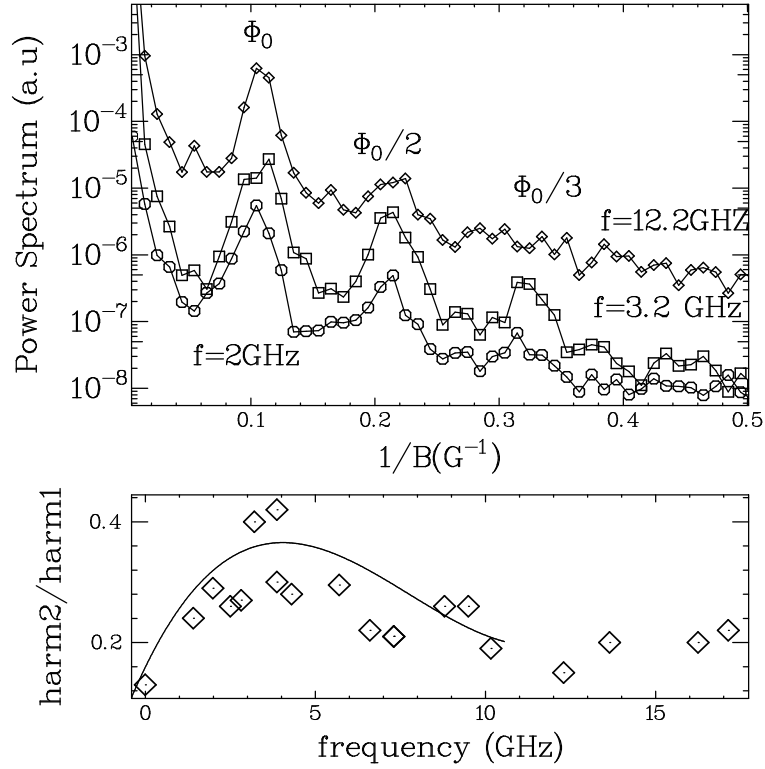 Φ₀
10⁻³
10⁻⁴
Φ₀/2
10⁻⁵
Φ₀/3
f=12.2GHZ
10⁻⁶
f=3.2 GHz
10⁻⁷
f=2GHz
10⁻⁸
Power Spectrum (a.u)
0.1 0.2 0.3 0.4 0.5
1/B(G⁻¹)
0.4
0.2
harm2/harm1
0 5 10 15
frequency (GHz)